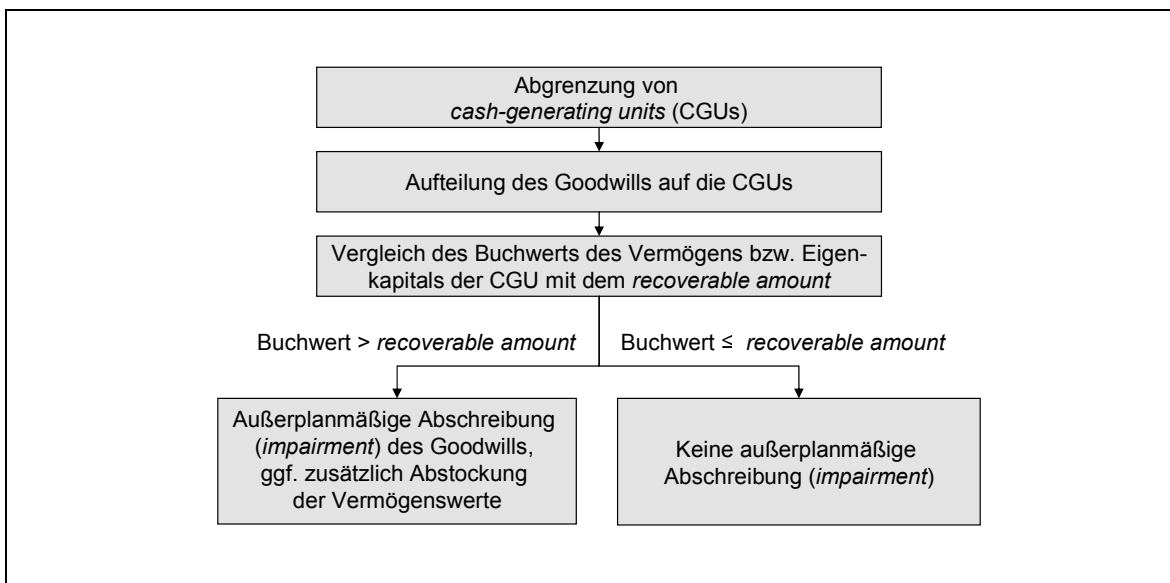 Abgrenzung von
cash-generating units (CGUs)
Aufteilung des Goodwills auf die CGUs
Vergleich des Buchwerts des Vermögens bzw. Eigen-
kapitals der CGU mit dem recoverable amount
Buchwert > recoverable amount
Buchwert ≤ recoverable amount
Außerplanmäßige Abschreibung
(impairment) des Goodwills,
ggf. zusätzlich Abstockung
der Vermögenswerte
Keine außerplanmäßige
Abschreibung (impairment)